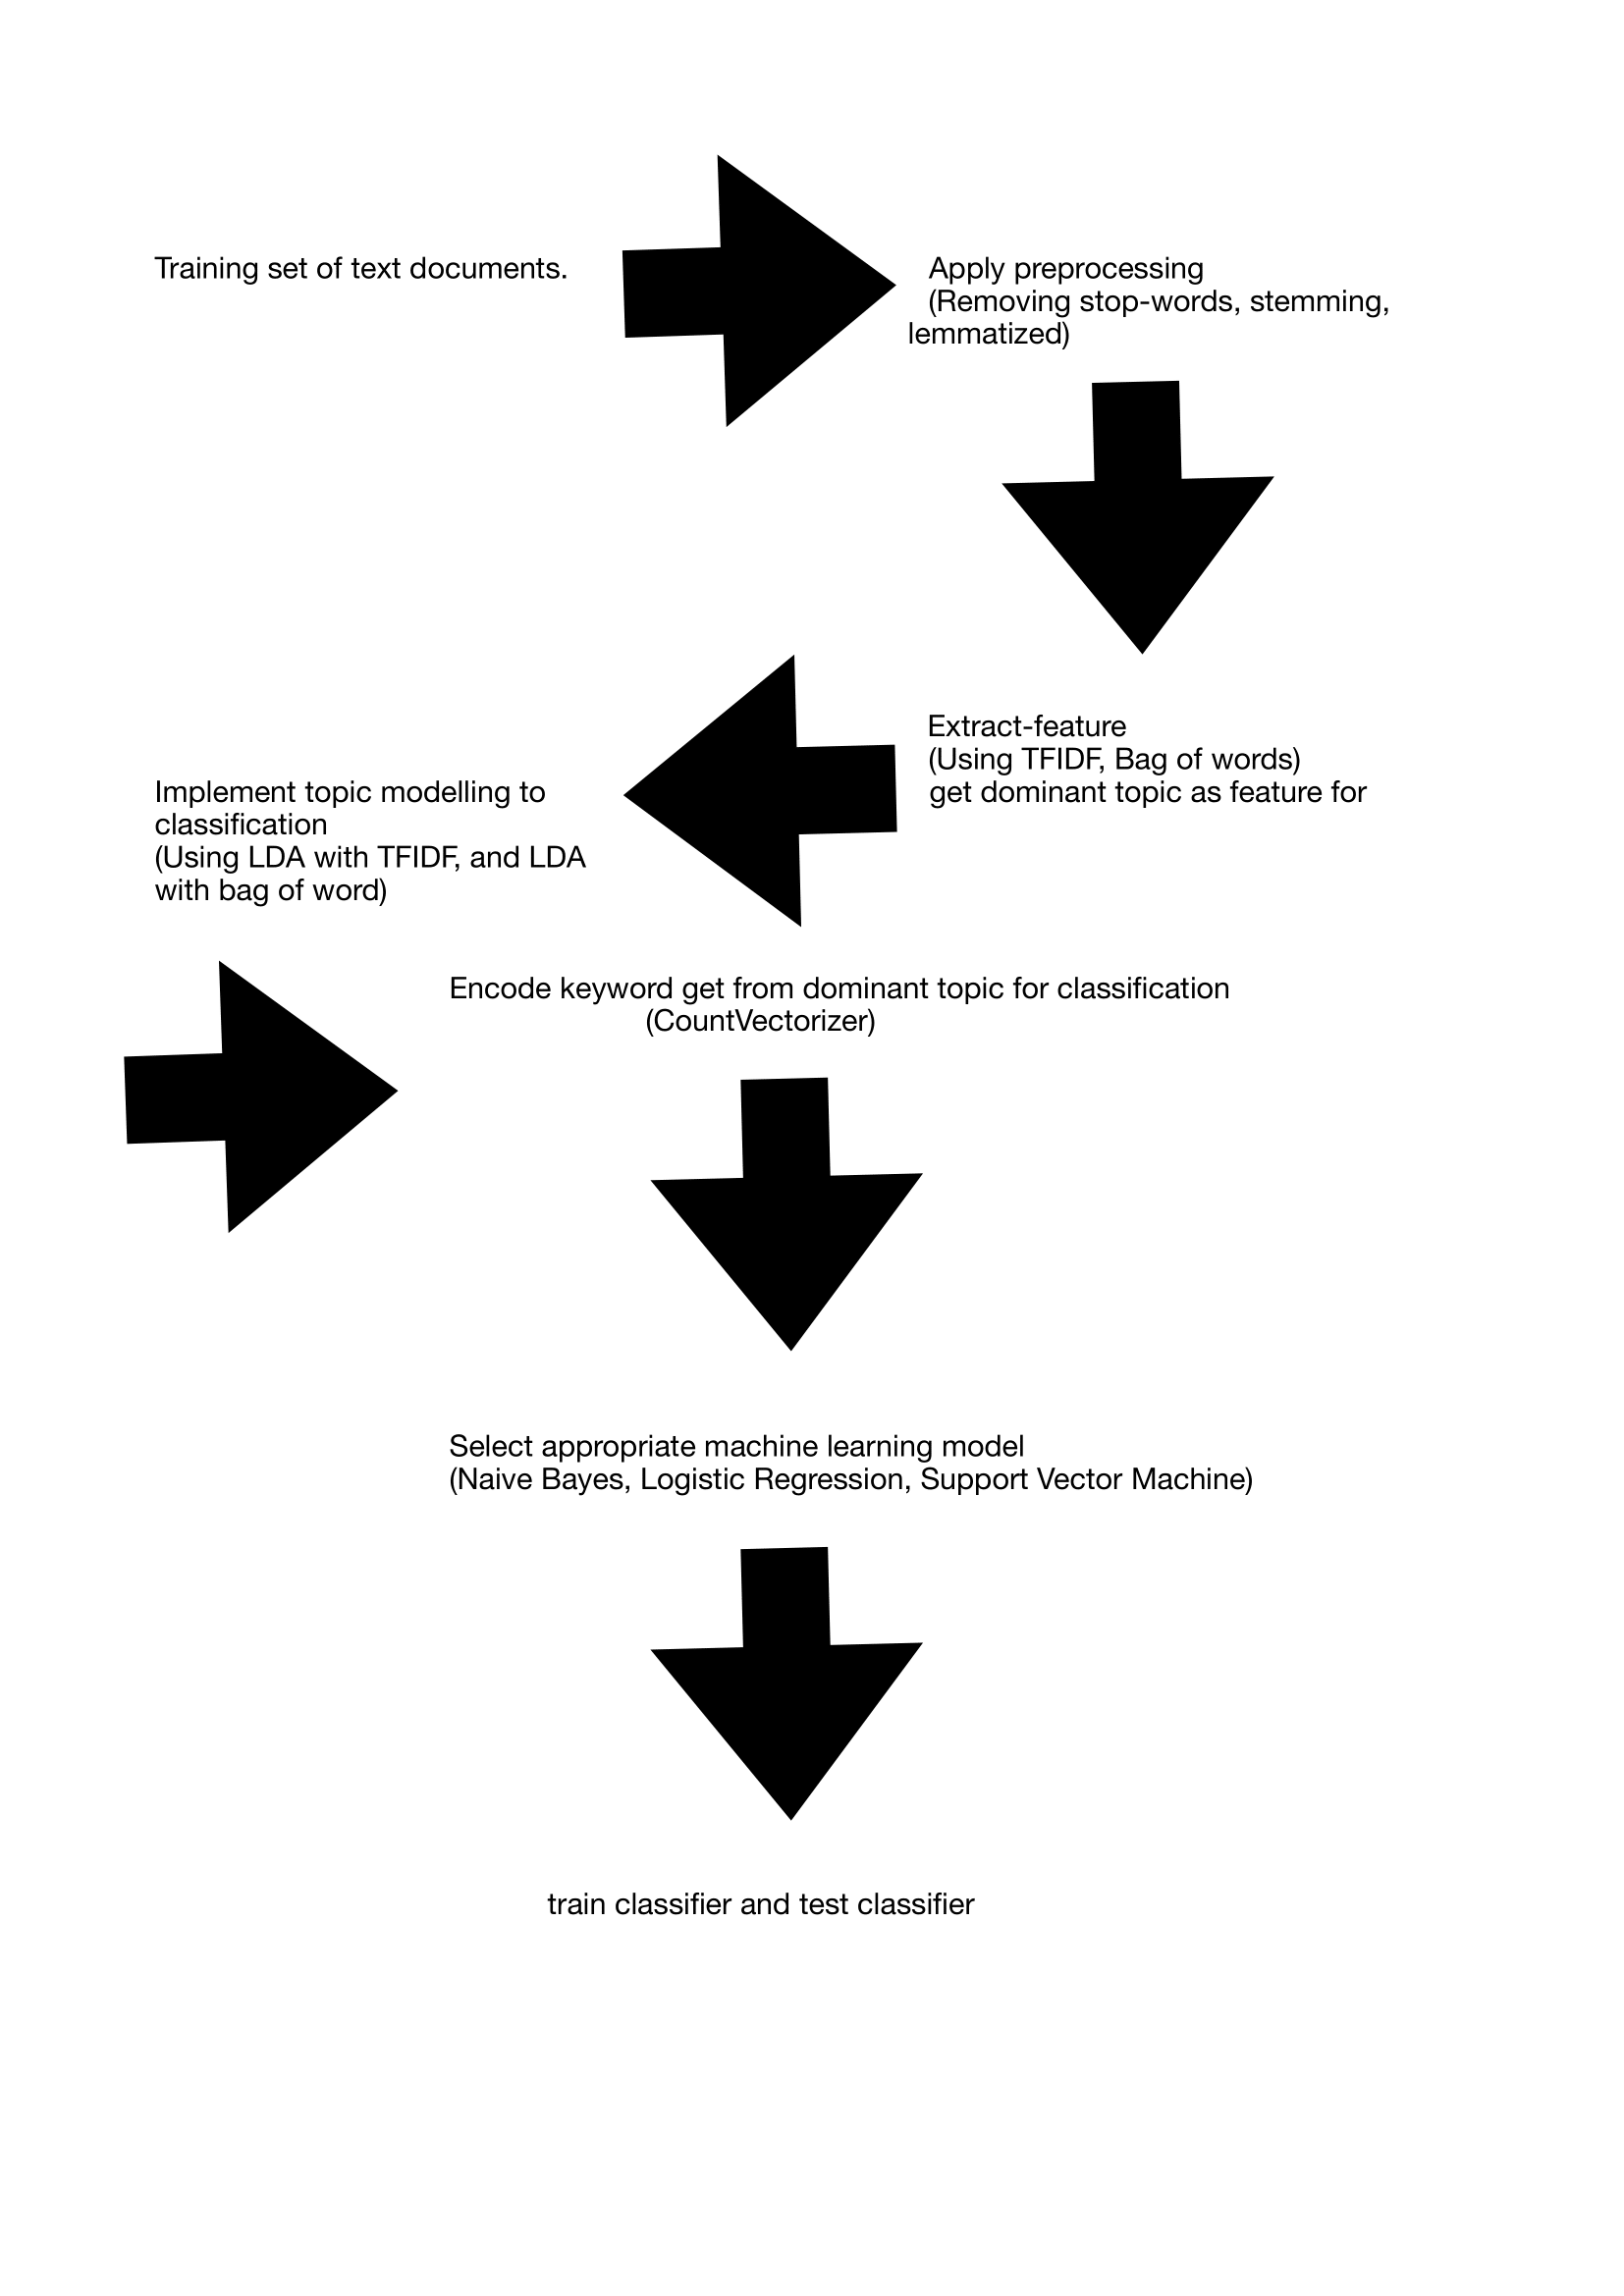 Training set of text documents.
Apply preprocessing
(Removing stop-words, stemming,
lemmatized)
Extract-feature
(Using TFIDF, Bag of words)
get dominant topic as feature for
Implement topic modelling to
classification
(Using LDA with TFIDF, and LDA
with bag of word)
Encode keyword get from dominant topic for classification
(CountVectorizer)
Select appropriate machine learning model
(Naive Bayes, Logistic Regression, Support Vector Machine)
train classifier and test classifier